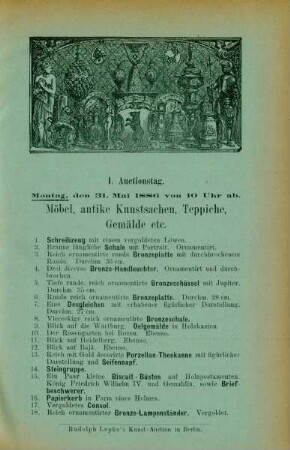 I. Auctionstag.
Montag, den 31. Mai 1886 von 10 Uhr ab.
Möbel, antike Kunstsachen, Teppiche,
Gemälde etc.
1. Schreibzeug mit einem vergoldeten Löwen.
2. Braune längliche Schale mit Portrait. Ornamentirt.
3. Reich ornamentirte runde Bronzeplatte mit durchbrochenem
Rande. Durchm. 36 cm.
4. Drei diverse Bronze-Handleuchter. Ornamentirt und durch-
brochen.
5. Tiefe runde, reich ornamentirte Bronzeschüssel mit Jupiter.
Durchm. 35 cm.
6. Runde reich ornamentirte Bronzeplatte. Durchm. 28 cm.
7. Eine Desgleichen mit erhabener figürlicher Darstellung.
Durchm. 27 cm
8. Viereckige reich ornamentirte Bronzeschale.
9. Blick auf die Wartburg. Oelgemälde in Holzkasten
10. Der Rosengarten bei Bozen. Ebenso.
11. Blick auf Heidelberg. Ebenso.
12. Blick auf Bajä. Ebenso.
13. Reich mit Gold decorirte Porzellan-Theekanne mit figürlicher
Darstellung und Seifennapf.
14. Steingruppe.
15. Ein Paar kleine Biscuit-Büsten auf Holzpostamenten.
König Friedrich Wilhelm IV. und Gemahlin, sowie Brief-
beschwerer.
16. Papierkorb in Form eines Helmes.
17. Vergoldetes Consol.
18. Reich ornamentirter Bronze-Lampenständer. Vergoldet.
Rudolph Lepke's Kunst-Auction in Berlin.